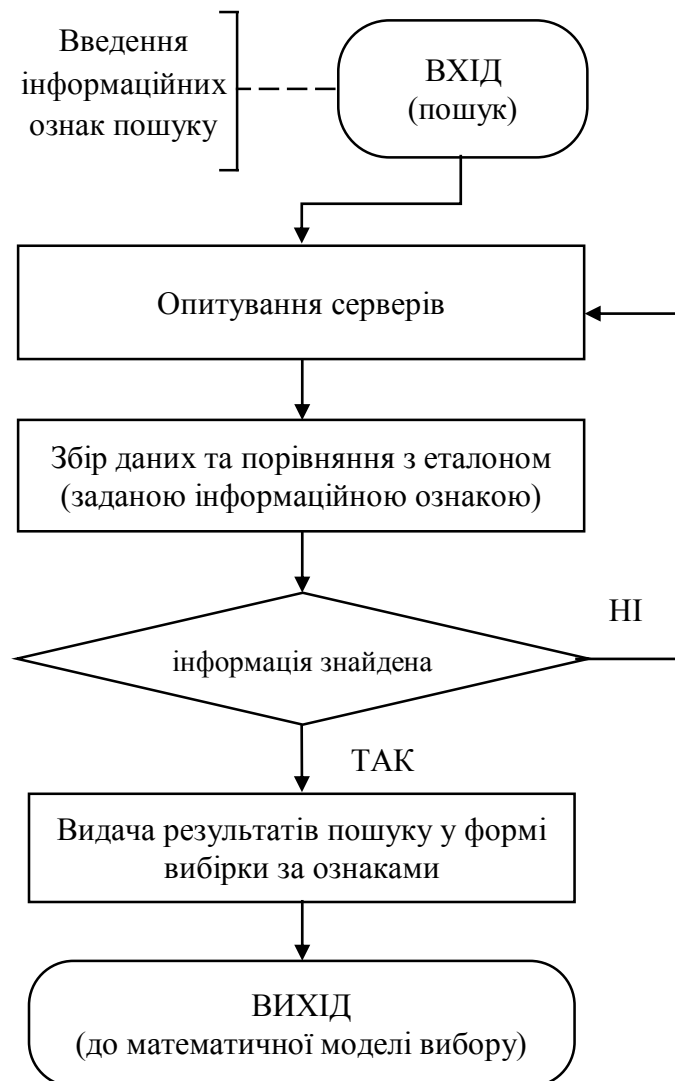 Введення
інформаційних
ознак пошуку
ВХІД
(пошук)
Опитування серверів
Збір даних та порівняння з еталоном
(заданою інформаційною ознакою)
НІ
інформація знайдена
ТАК
Видача результатів пошуку у формі
вибірки за ознаками
ВИХІД
(до математичної моделі вибору)